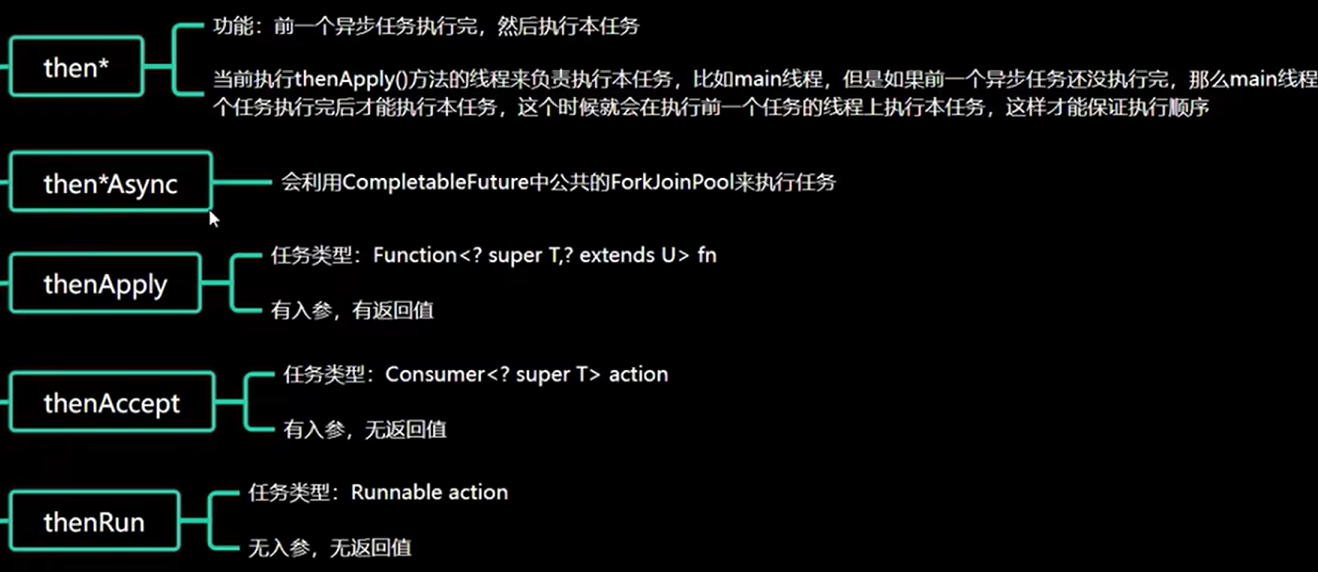 then*
功能：前一个异步任务执行完，然后执行本任务
当前执行thenApply()方法的线程来负责执行本任务，比如main线程，但是如果前一个异步任务还没执行完，那么main线程
个任务执行完后才能执行本任务，这个时候就会在执行前一个任务的线程上执行本任务，这样才能保证执行顺序
then*Async
会利用CompletableFuture中公共的ForkJoinPool来执行任务
thenApply
任务类型：Function<? super T,? extends U> fn
有入参，有返回值
thenAccept
任务类型：Consumer<? super T> action
有入参，无返回值
thenRun
任务类型：Runnable action
无入参，无返回值